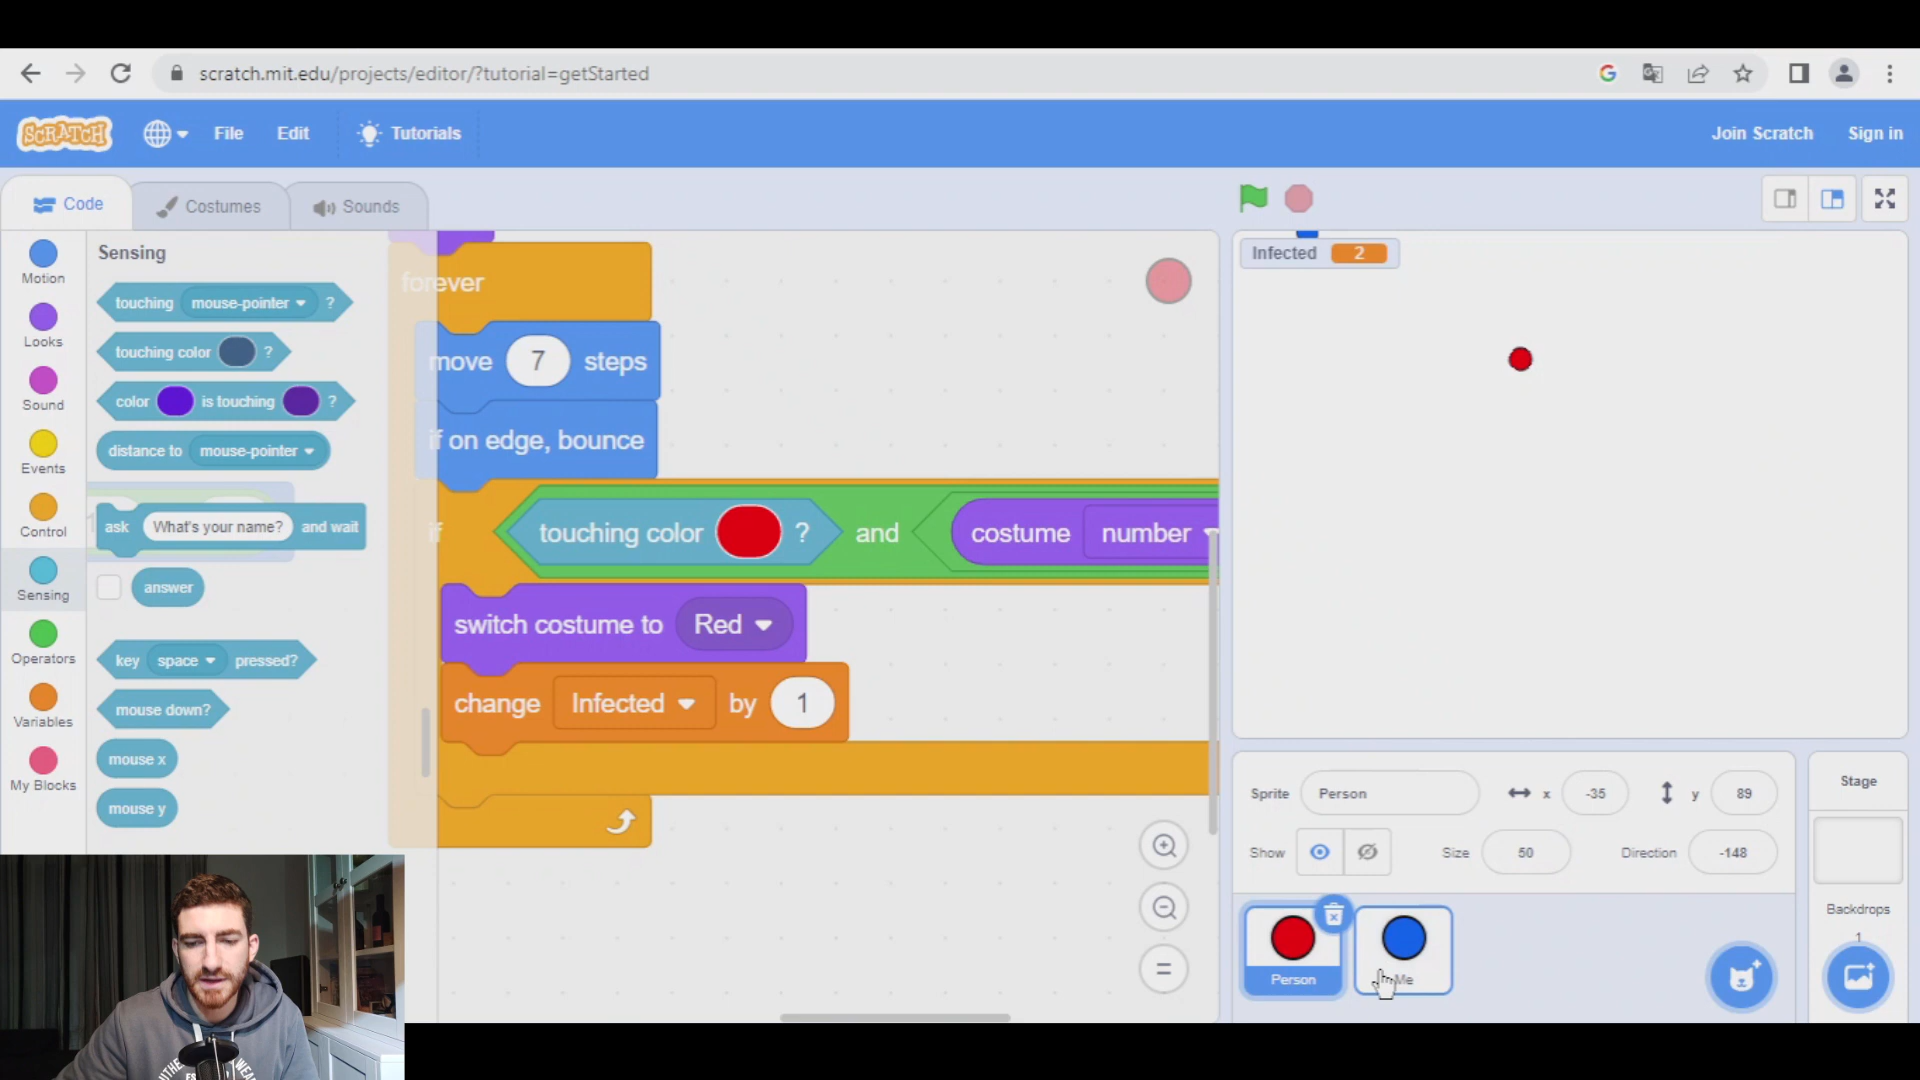 scratch.mit.edu/projects/editor/?tutorial=getStarted
SCRATCH File Edit Tutorials Join Scratch Sign in
Code Costumes Sounds
Motion
Looks
Sound
Events
Control
Sensing
Operators
Variables
My Blocks
Sensing
touching mouse-pointer ?
touching color ?
color is touching ?
distance to mouse-pointer
ask What's your name? and wait
answer
key space pressed?
mouse down?
mouse x
mouse y
forever
move 7 steps
if on edge, bounce
if touching color ? and costume number
switch costume to Red
change Infected by 1
Infected 2
Sprite Person x -35 y 89
Show Size 50 Direction -148
Person
Me
Stage
Backdrops
1